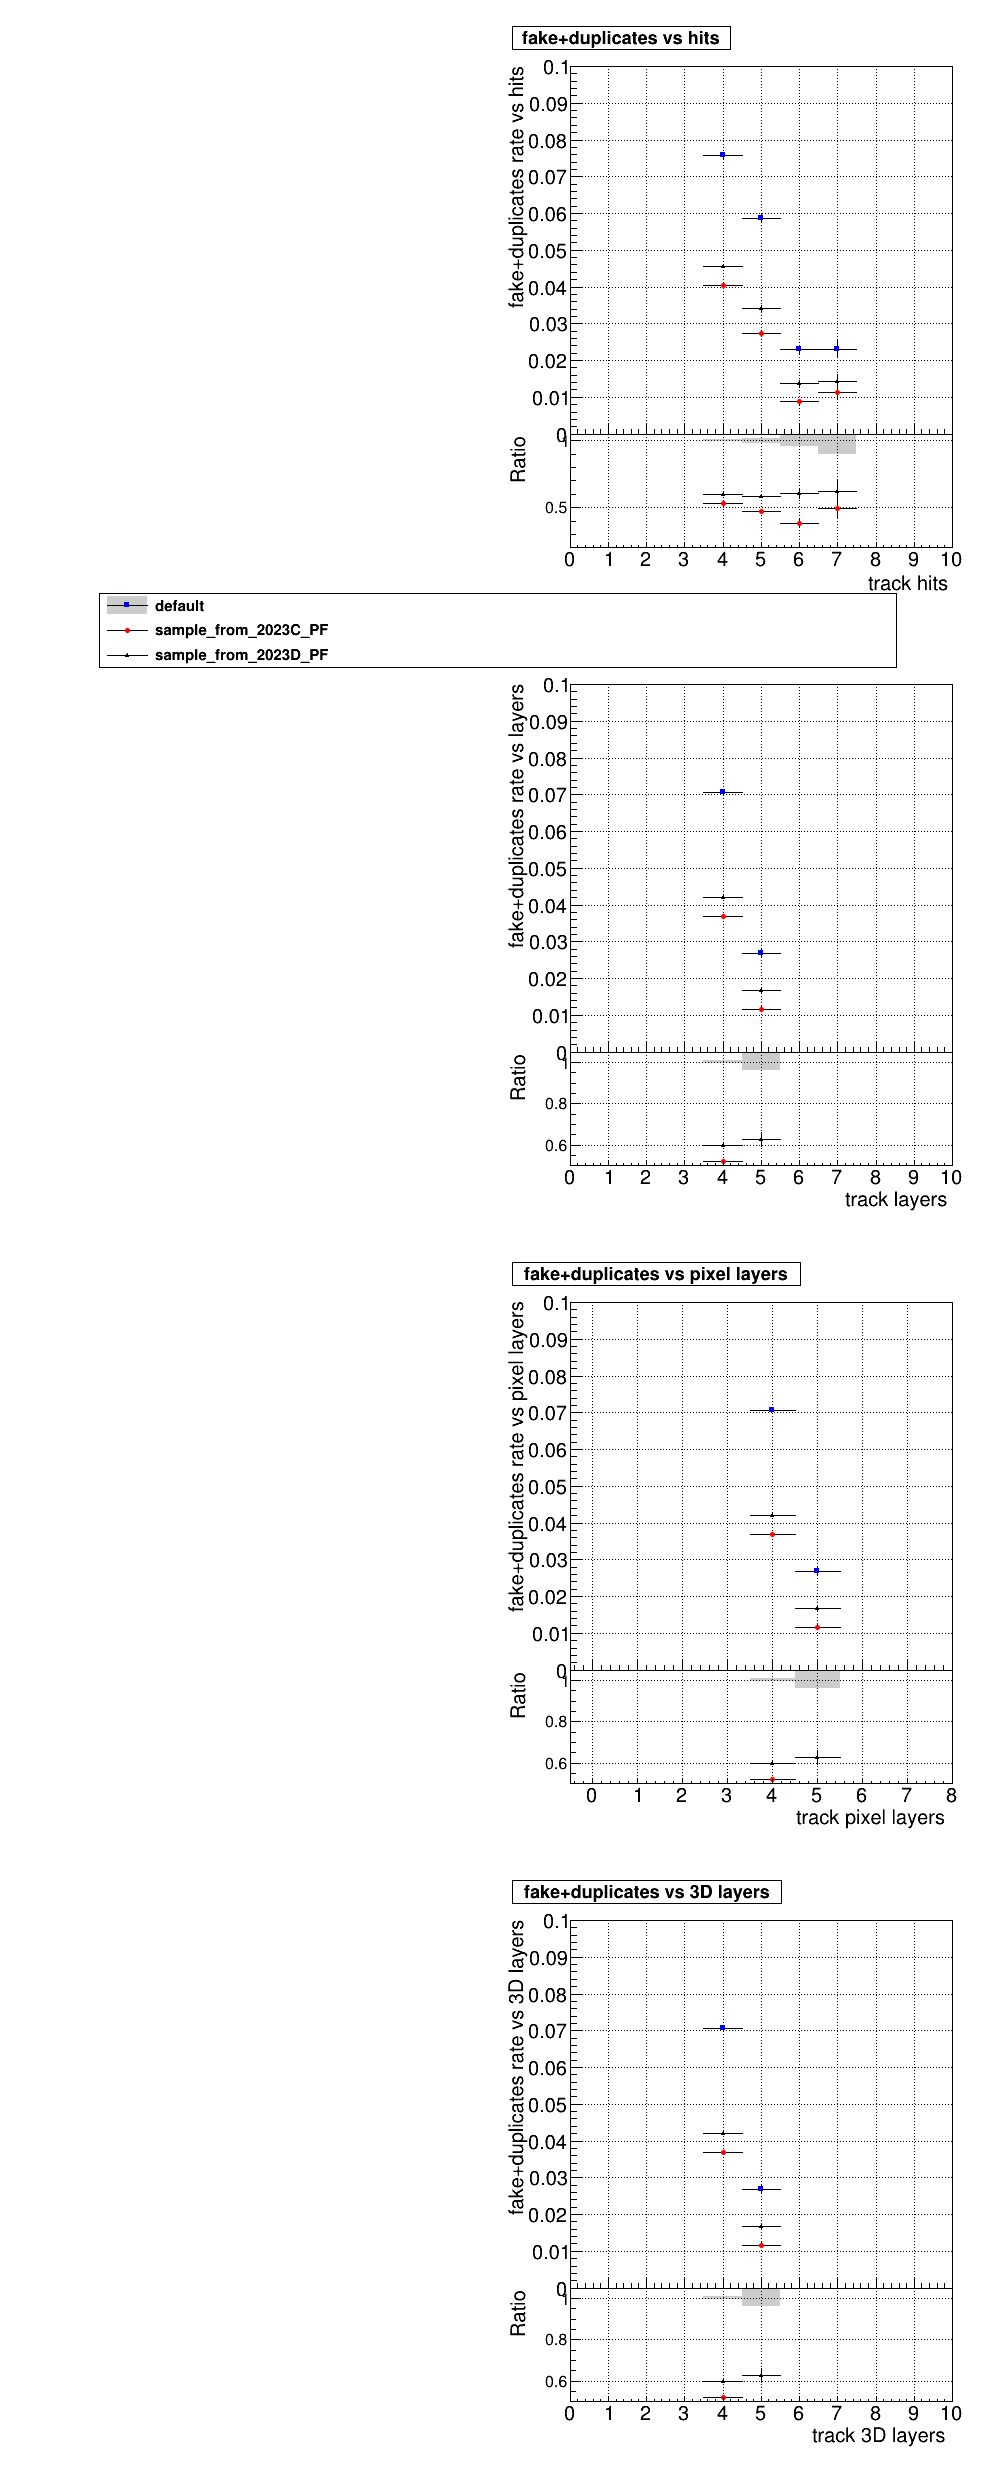 fake+duplicates vs hits
fake+duplicates rate vs hits
0.1
0.09
0.08
0.07
0.06
0.05
0.04
0.03
0.02
0.01
0
Ratio
1
0.5
0 1 2 3 4 5 6 7 8 9 10
track hits
default
sample_from_2023C_PF
sample_from_2023D_PF
fake+duplicates rate vs layers
0.1
0.09
0.08
0.07
0.06
0.05
0.04
0.03
0.02
0.01
0
Ratio
1
0.8
0.6
0 1 2 3 4 5 6 7 8 9 10
track layers
fake+duplicates vs pixel layers
fake+duplicates rate vs pixel layers
0.1
0.09
0.08
0.07
0.06
0.05
0.04
0.03
0.02
0.01
0
Ratio
1
0.8
0.6
0 1 2 3 4 5 6 7 8
track pixel layers
fake+duplicates vs 3D layers
fake+duplicates rate vs 3D layers
0.1
0.09
0.08
0.07
0.06
0.05
0.04
0.03
0.02
0.01
0
Ratio
1
0.8
0.6
0 1 2 3 4 5 6 7 8 9 10
track 3D layers